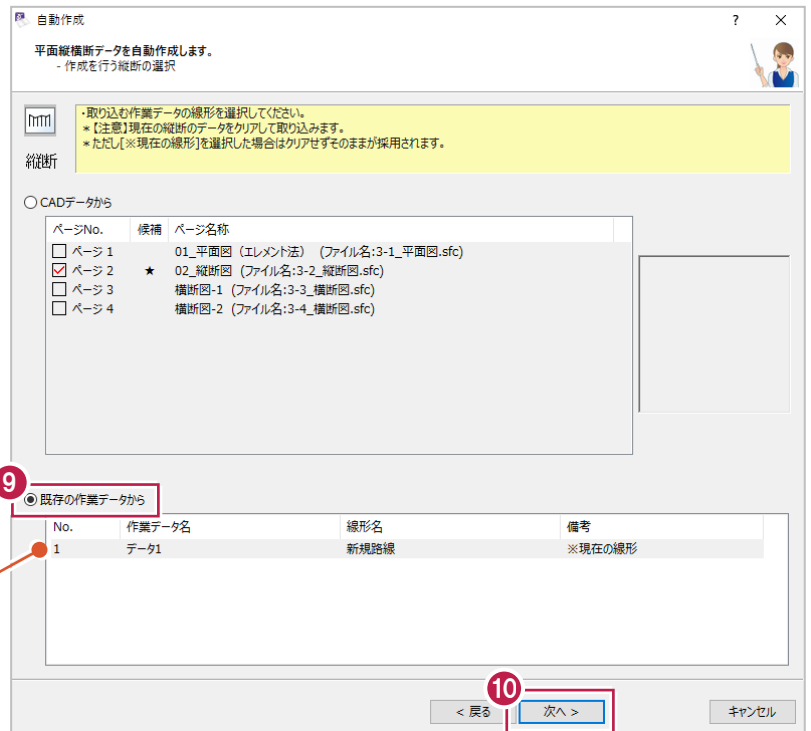 自動作成
? ×
平面縦横断データを自動作成します。
- 作成を行う縦断の選択
縦断
・取り込む作業データの線形を選択してください。
＊【注意】現在の縦断のデータをクリアして取り込みます。
＊ただし[※現在の線形]を選択した場合はクリアせずそのままが採用されます。
CADデータから
ページNo. 候補 ページ名称
ページ 1 01_平面図（エレメント法） (ファイル名:3-1_平面図.sfc)
ページ 2 ★ 02_縦断図 (ファイル名:3-2_縦断図.sfc)
ページ 3 横断図-1 (ファイル名:3-3_横断図.sfc)
ページ 4 横断図-2 (ファイル名:3-4_横断図.sfc)
9
既存の作業データから
No. 作業データ名 線形名 備考
1 データ1 新規路線 ※現在の線形
10
< 戻る 次へ > キャンセル